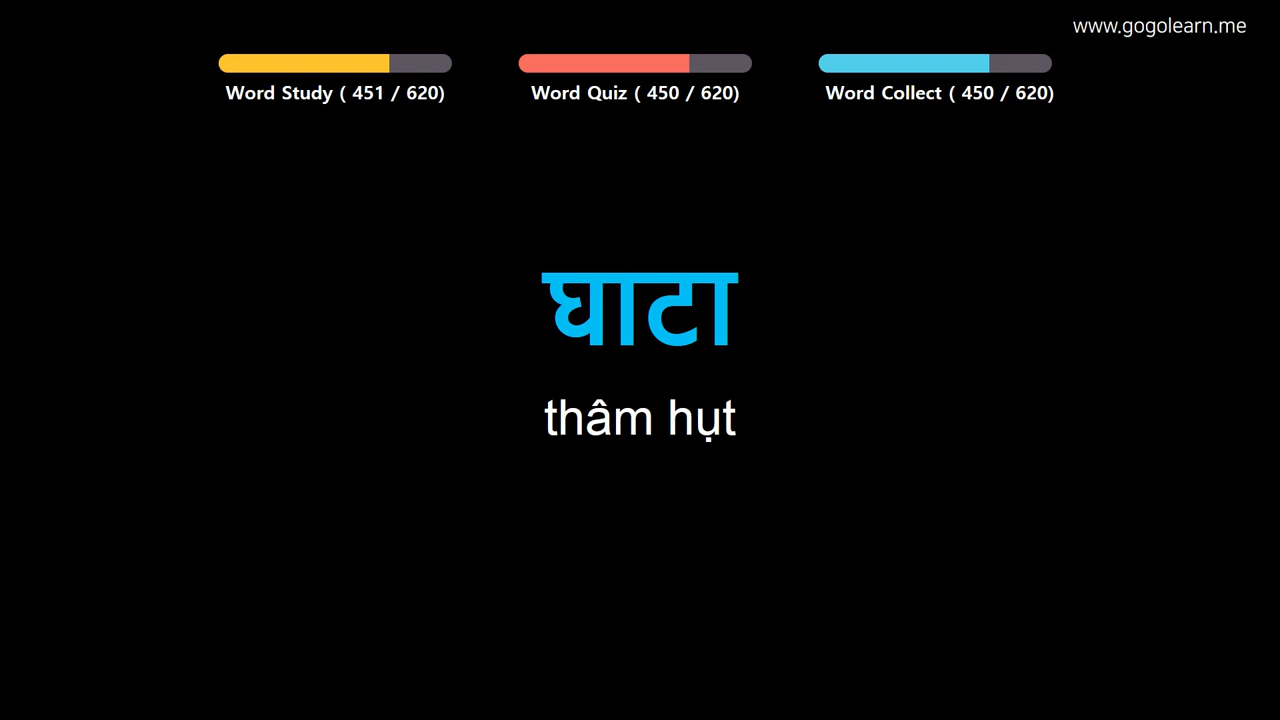 www.gogolearn.me
Word Study ( 451 / 620)
Word Quiz ( 450 / 620)
Word Collect ( 450 / 620)
घाटा
thâm hụt